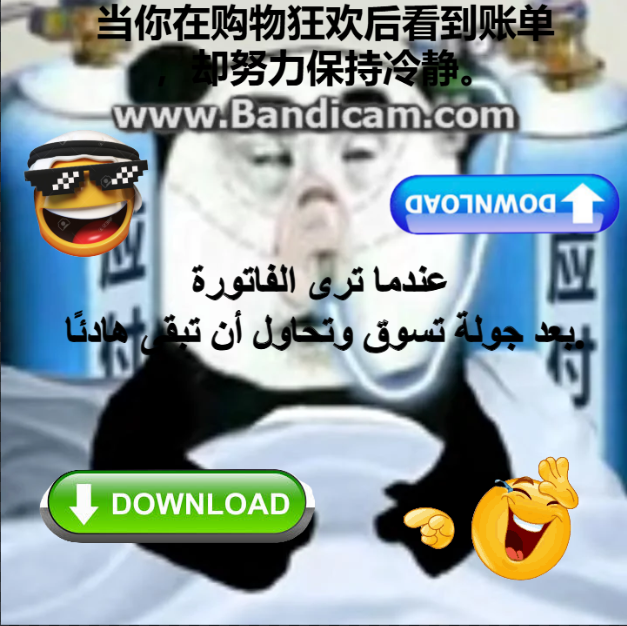 当你在购物狂欢后看到账单
，却努力保持冷静。
www.Bandicam.com
DOWNLOAD
应付
应付
عندما ترى الفاتورة
بعد جولة تسوق وتحاول أن تبقى هادئًا.
DOWNLOAD